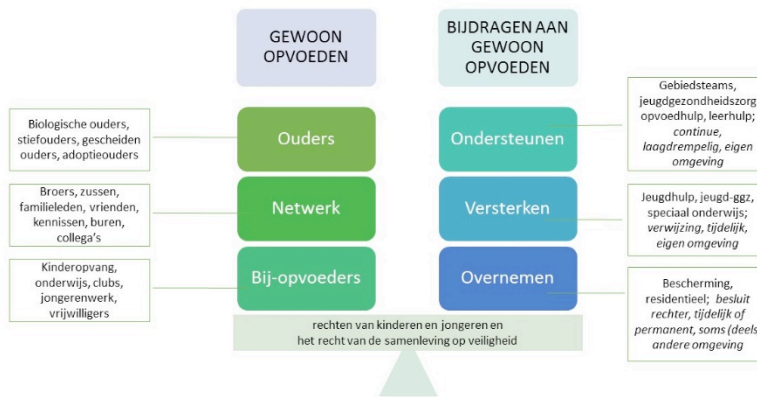 GEWOON
OPVOEDEN
BIJDRAGEN AAN
GEWOON
OPVOEDEN
Biologische ouders,
stiefouders, gescheiden
ouders, adoptieouders
Ouders
Ondersteunen
Gebiedsteams,
jeugdgezondheidszorg
opvoedhulp, leerhulp;
continue,
laagdrempelig, eigen
omgeving
Broers, zussen,
familieleden, vrienden,
kennissen, buren,
collega's
Netwerk
Versterken
Jeugdhulp, jeugd-ggz,
speciaal onderwijs;
verwijzing, tijdelijk,
eigen omgeving
Kinderopvang,
onderwijs, clubs,
jongerenwerk,
vrijwilligers
Bij-opvoeders
Overnemen
Bescherming,
residentieel; besluit
rechter, tijdelijk of
permanent, soms (deels
andere omgeving
rechten van kinderen en jongeren en
het recht van de samenleving op veiligheid